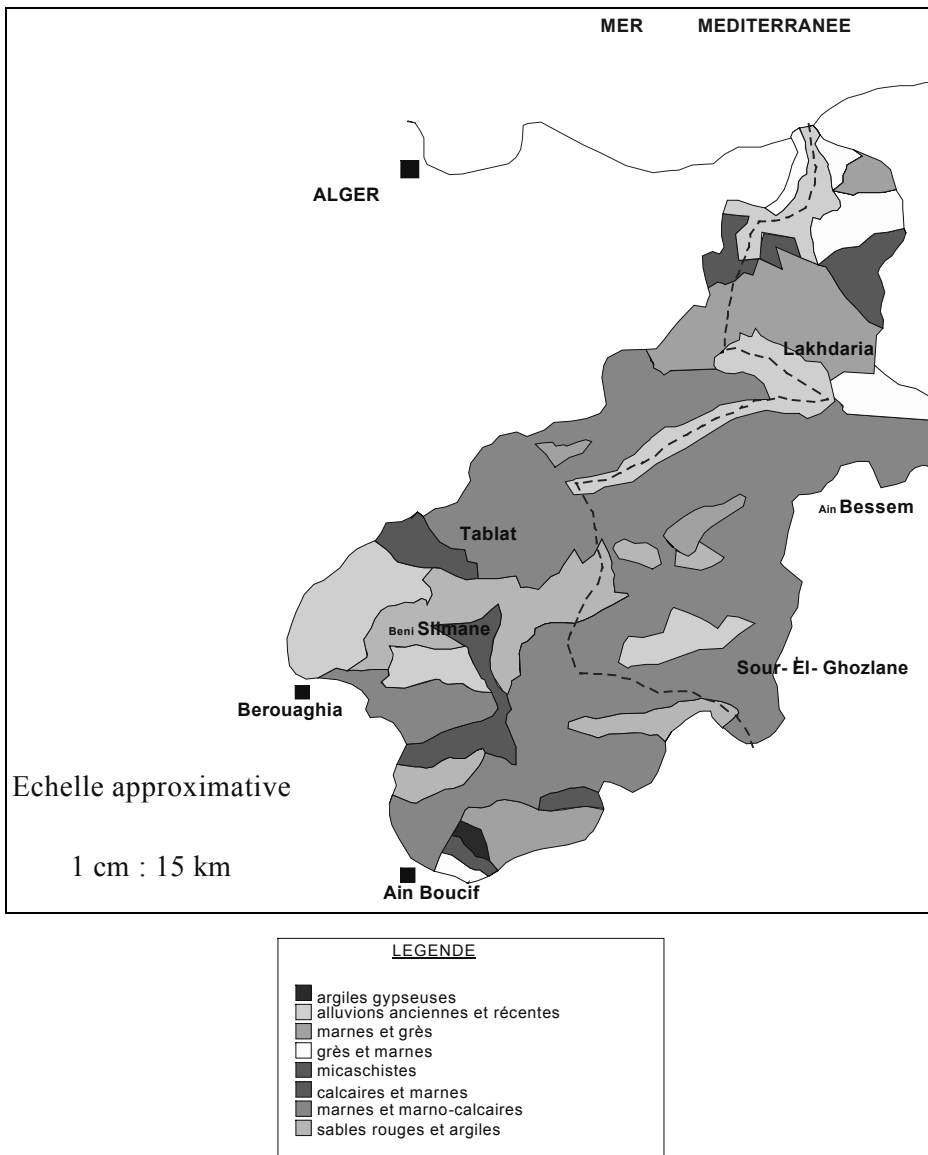 MER MEDITERRANEE
ALGER
Lakhdaria
Ain Bessem
Tablat
Beni Slimane
Sour- El- Ghozlane
Berouaghia
Echelle approximative
1 cm : 15 km
Ain Boucif
LEGENDE
argiles gypseuses
alluvions anciennes et récentes
marnes et grès
grès et marnes
micaschistes
calcaires et marnes
marnes et marno-calcaires
sables rouges et argiles